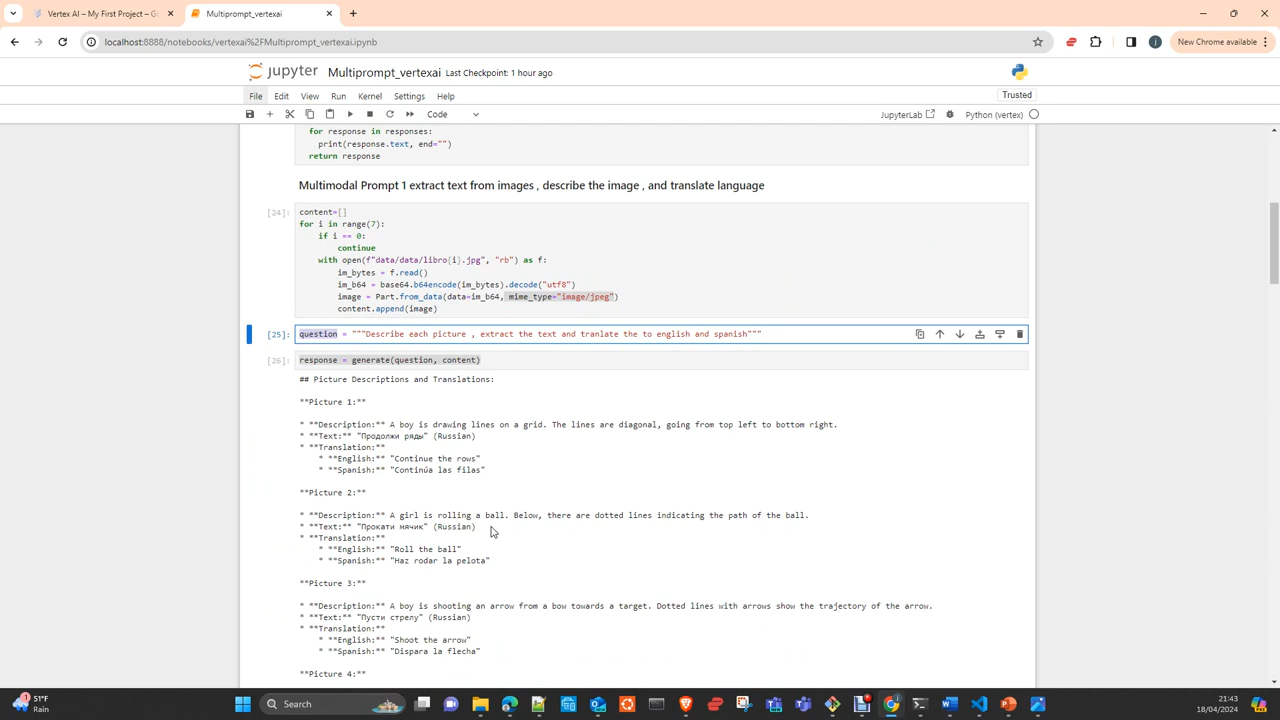 Vertex AI – My First Project – Go
Multiprompt_vertexai
localhost:8888/notebooks/vertexai%2FMultiprompt_vertexai.ipynb
New Chrome available
jupyter Multiprompt_vertexai Last Checkpoint: 1 hour ago
File Edit View Run Kernel Settings Help
Trusted
Code
JupyterLab
Python (vertex)
for response in responses:
print(response.text, end="")
return response
Multimodal Prompt 1 extract text from images , describe the image , and translate language
[24]:
content=[]
for i in range(7):
if i == 0:
continue
with open(f"data/data/libro{i}.jpg", "rb") as f:
im_bytes = f.read()
im_b64 = base64.b64encode(im_bytes).decode("utf8")
image = Part.from_data(data=im_b64, mime_type="image/jpeg")
content.append(image)
[25]: question = """Describe each picture , extract the text and tranlate the to english and spanish"""
[26]: response = generate(question, content)
## Picture Descriptions and Translations:
**Picture 1:**
* **Description:** A boy is drawing lines on a grid. The lines are diagonal, going from top left to bottom right.
* **Text:** "Продолжи ряды" (Russian)
* **Translation:**
* **English:** "Continue the rows"
* **Spanish:** "Continúa las filas"
**Picture 2:**
* **Description:** A girl is rolling a ball. Below, there are dotted lines indicating the path of the ball.
* **Text:** "Прокати мячик" (Russian)
* **Translation:**
* **English:** "Roll the ball"
* **Spanish:** "Haz rodar la pelota"
**Picture 3:**
* **Description:** A boy is shooting an arrow from a bow towards a target. Dotted lines with arrows show the trajectory of the arrow.
* **Text:** "Пусти стрелу" (Russian)
* **Translation:**
* **English:** "Shoot the arrow"
* **Spanish:** "Dispara la flecha"
**Picture 4:**
1
51°F
Rain
Search
21:43
18/04/2024